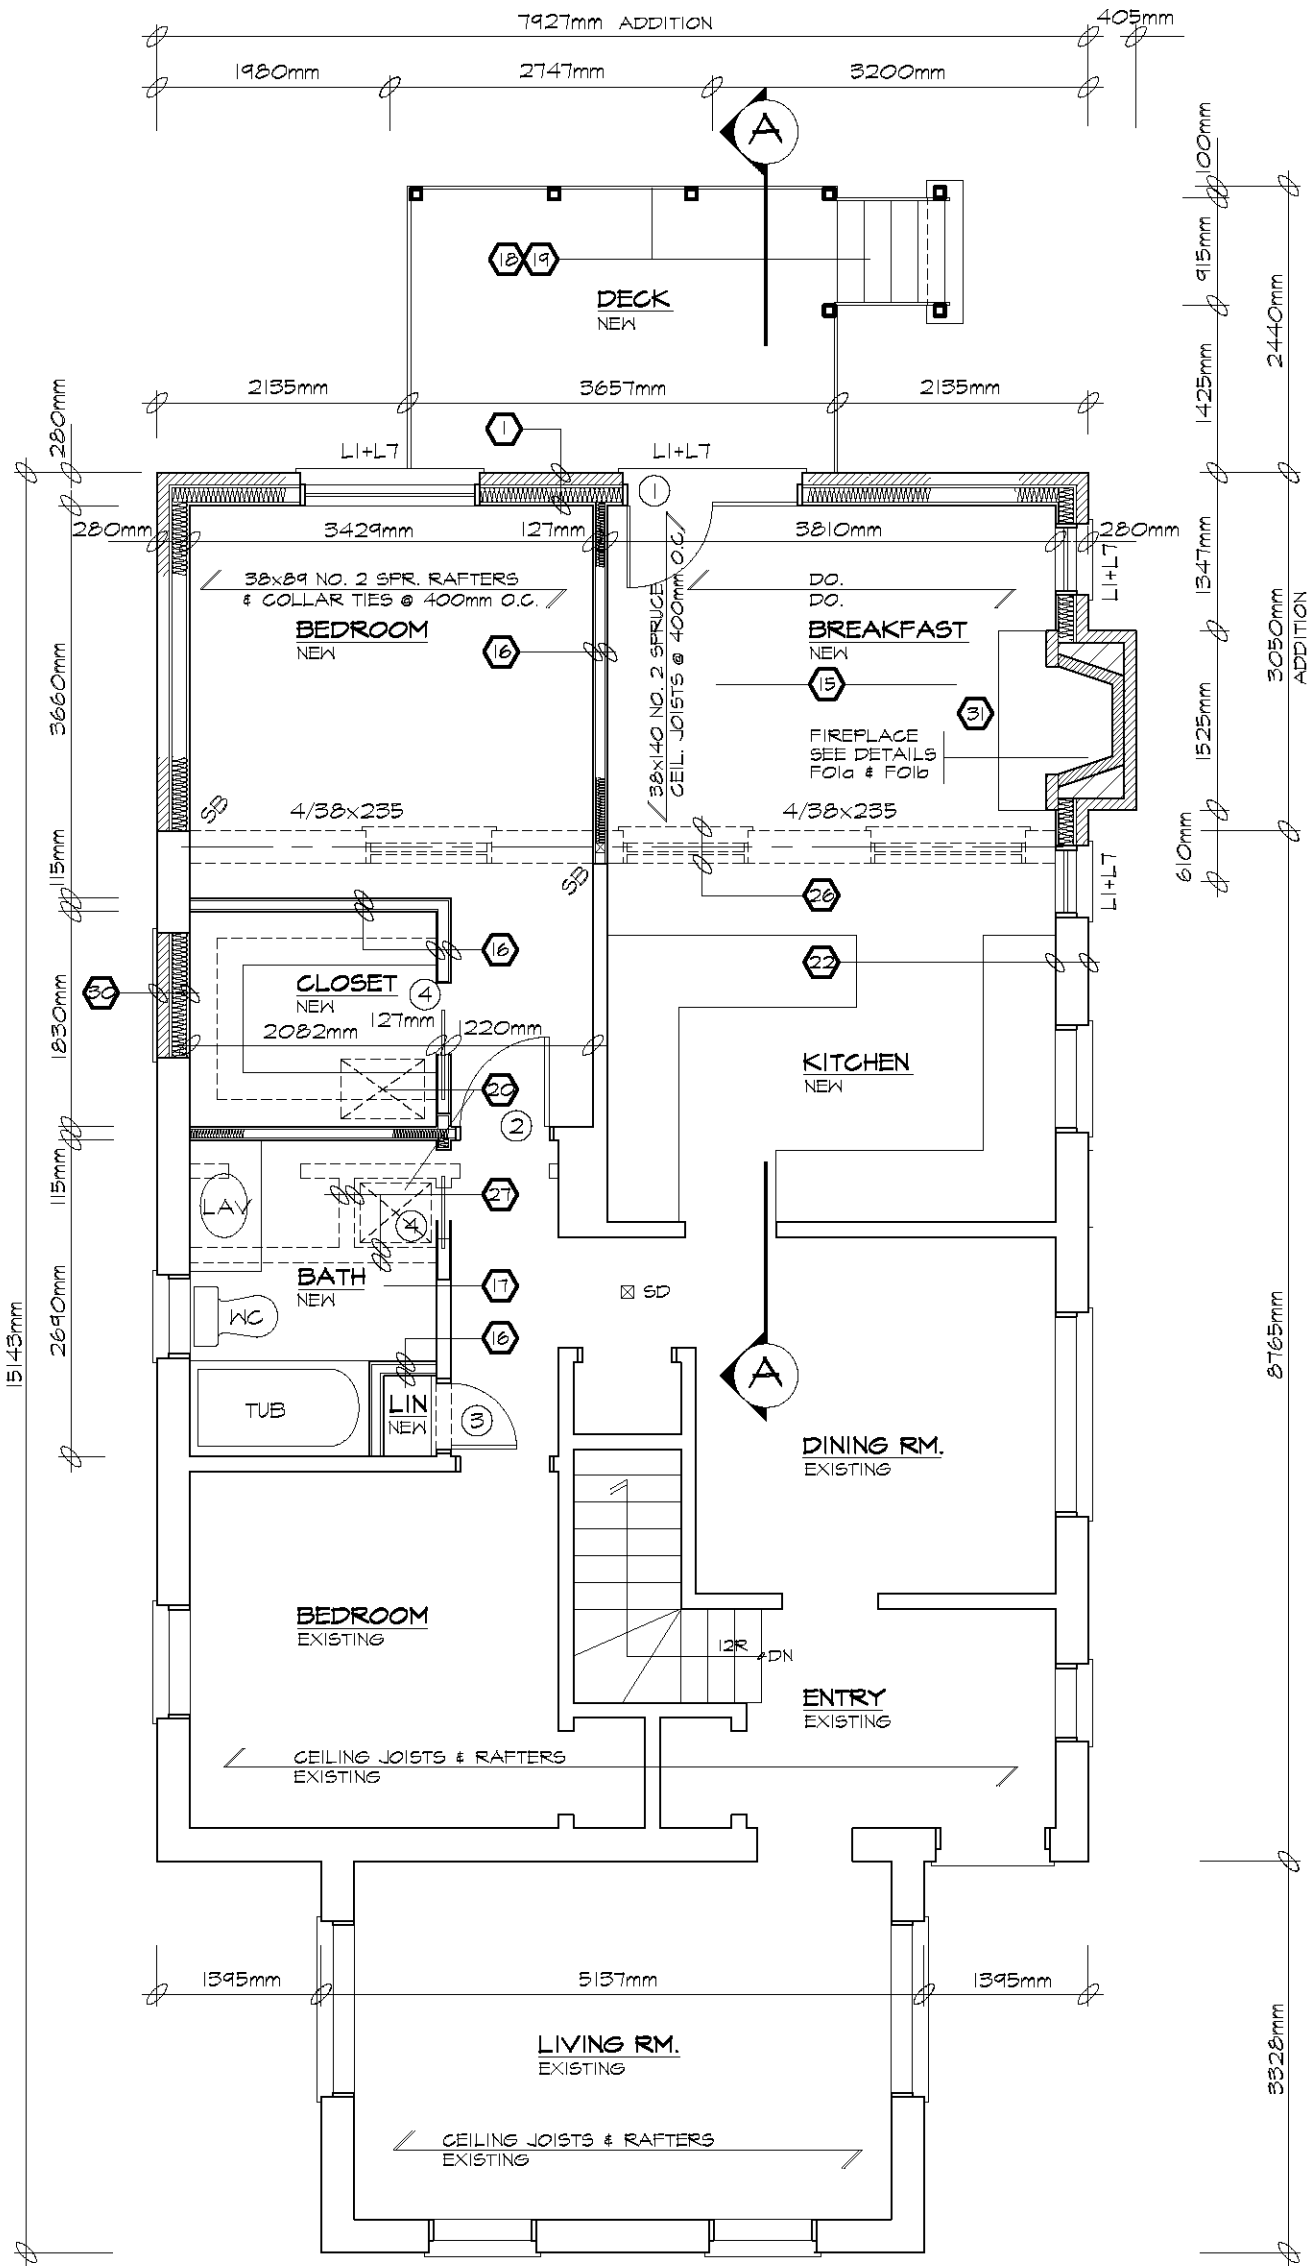 7927mm ADDITION
405mm
1980mm
2747mm
3200mm
A
100mm
915mm
2440mm
1425mm
18
19
DECK
NEW
2135mm
3657mm
2135mm
280mm
1
L1+L7
L1+L7
1
280mm
3429mm
127mm
3810mm
280mm
L1+L7
1347mm
38x89 NO. 2 SPR. RAFTERS
& COLLAR TIES @ 400mm O.C.
38x140 NO. 2 SPRUCE
CEIL. JOISTS @ 400mm O.C.
DO.
DO.
BEDROOM
NEW
BREAKFAST
NEW
16
15
31
3050mm
ADDITION
3660mm
FIREPLACE
SEE DETAILS
F01a & F01b
1525mm
SB
4/38x235
4/38x235
610mm
115mm
SB
26
L1+L7
16
22
CLOSET
NEW
4
30
1830mm
2082mm
127mm
1220mm
KITCHEN
NEW
20
2
115mm
LAV
27
4
BATH
NEW
17
WC
16
SD
2690mm
15143mm
8765mm
A
TUB
LIN
NEW
3
DINING RM.
EXISTING
BEDROOM
EXISTING
12R
DN
ENTRY
EXISTING
CEILING JOISTS & RAFTERS
EXISTING
1395mm
5137mm
1395mm
LIVING RM.
EXISTING
3328mm
CEILING JOISTS & RAFTERS
EXISTING